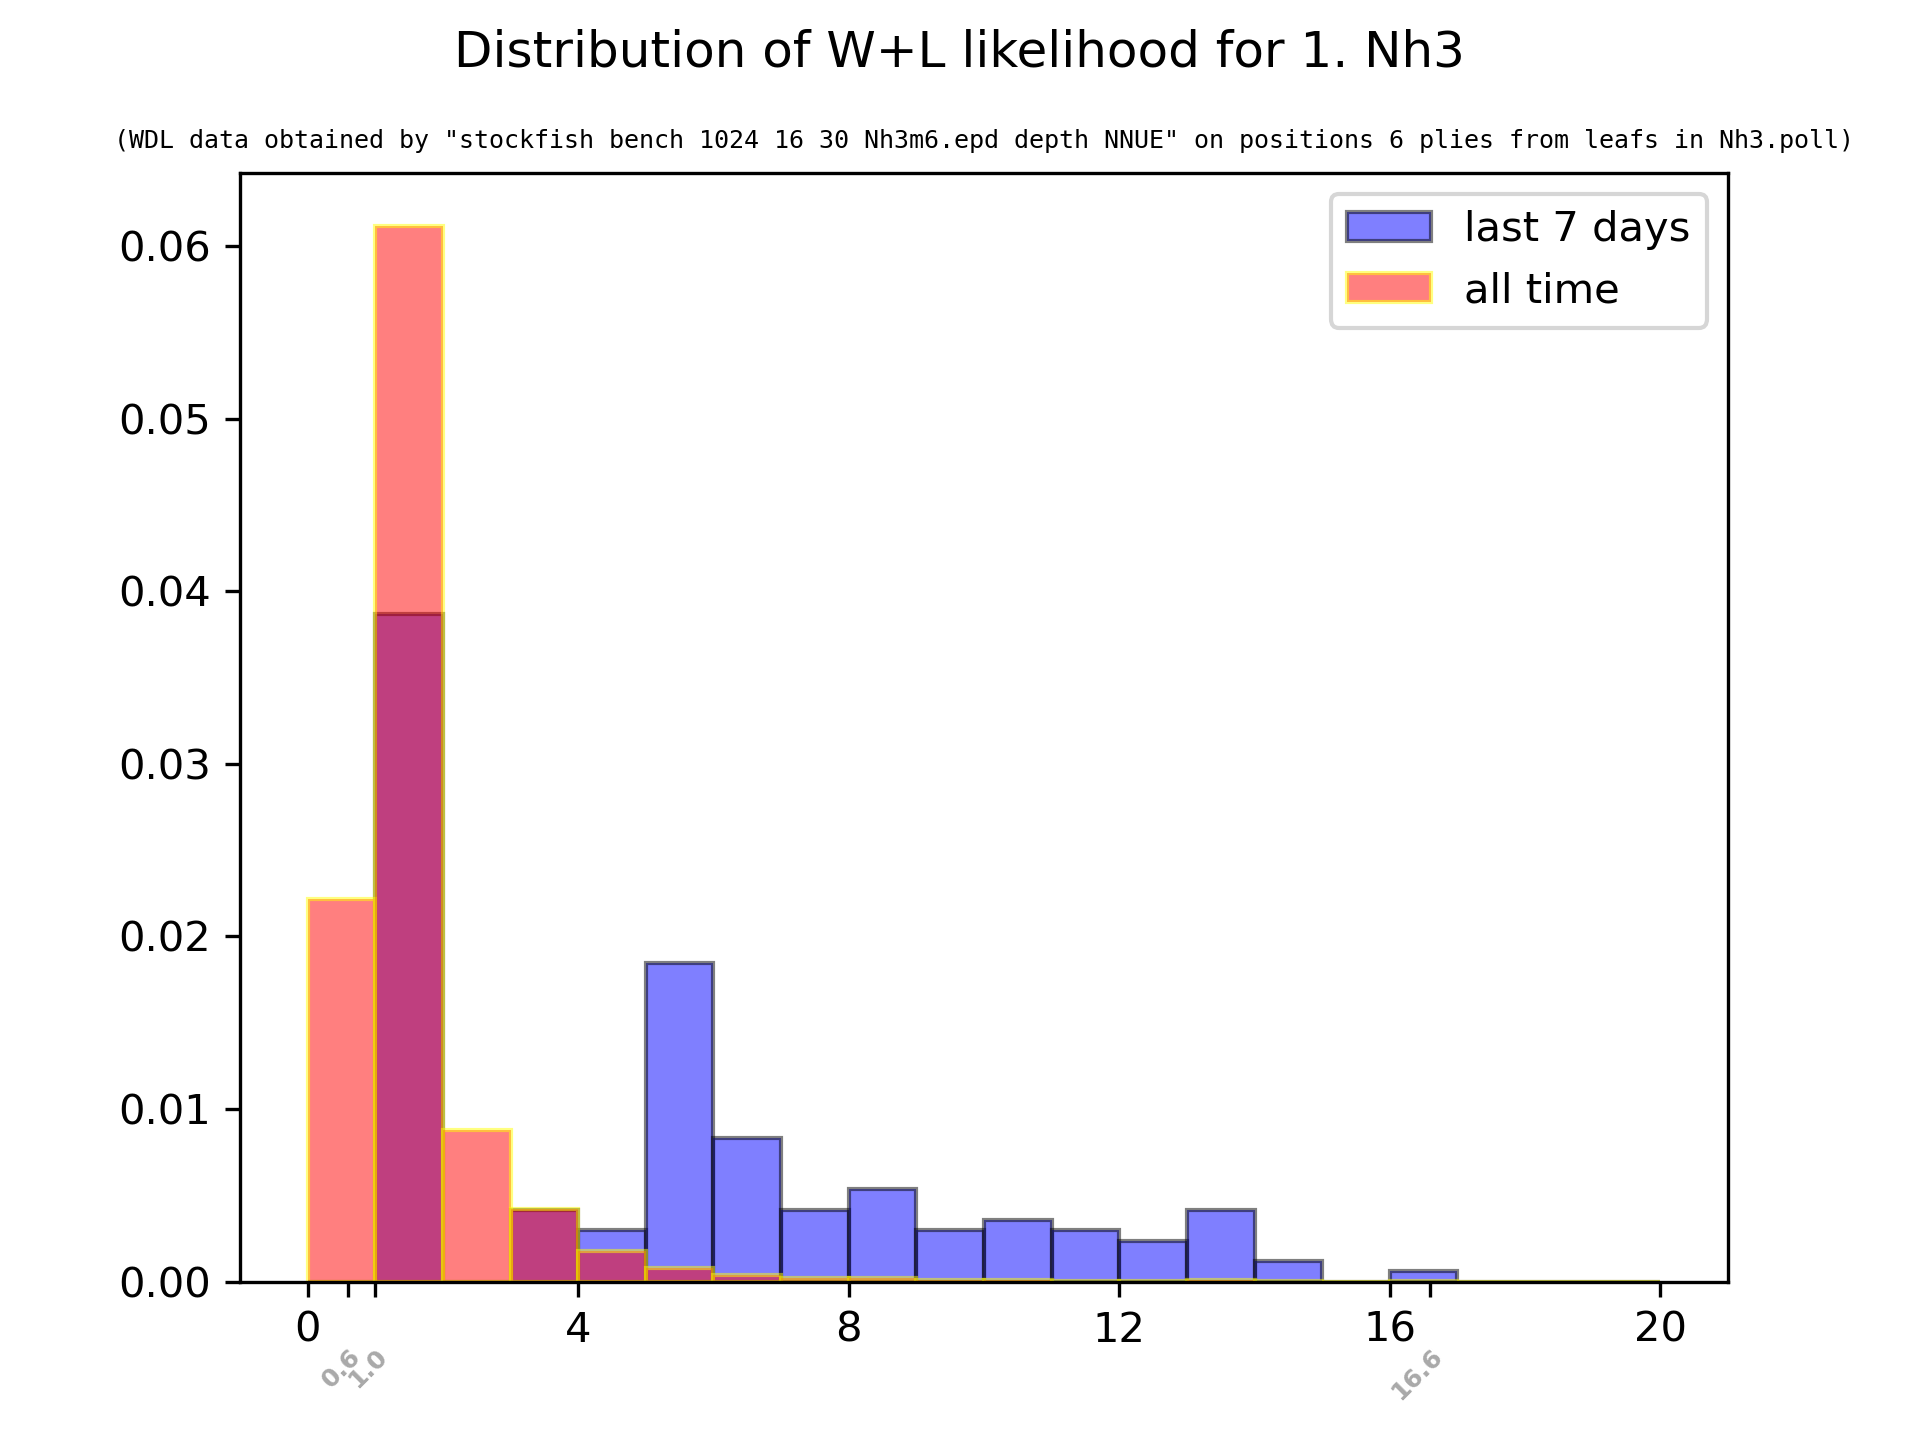 Distribution of W+L likelihood for 1. Nh3
(WDL data obtained by "stockfish bench 1024 16 30 Nh3m6.epd depth NNUE" on positions 6 plies from leafs in Nh3.poll)
last 7 days
all time
0.06
0.05
0.04
0.03
0.02
0.01
0.00
0 4 8 12 16 20
0.6 1.0 16.6